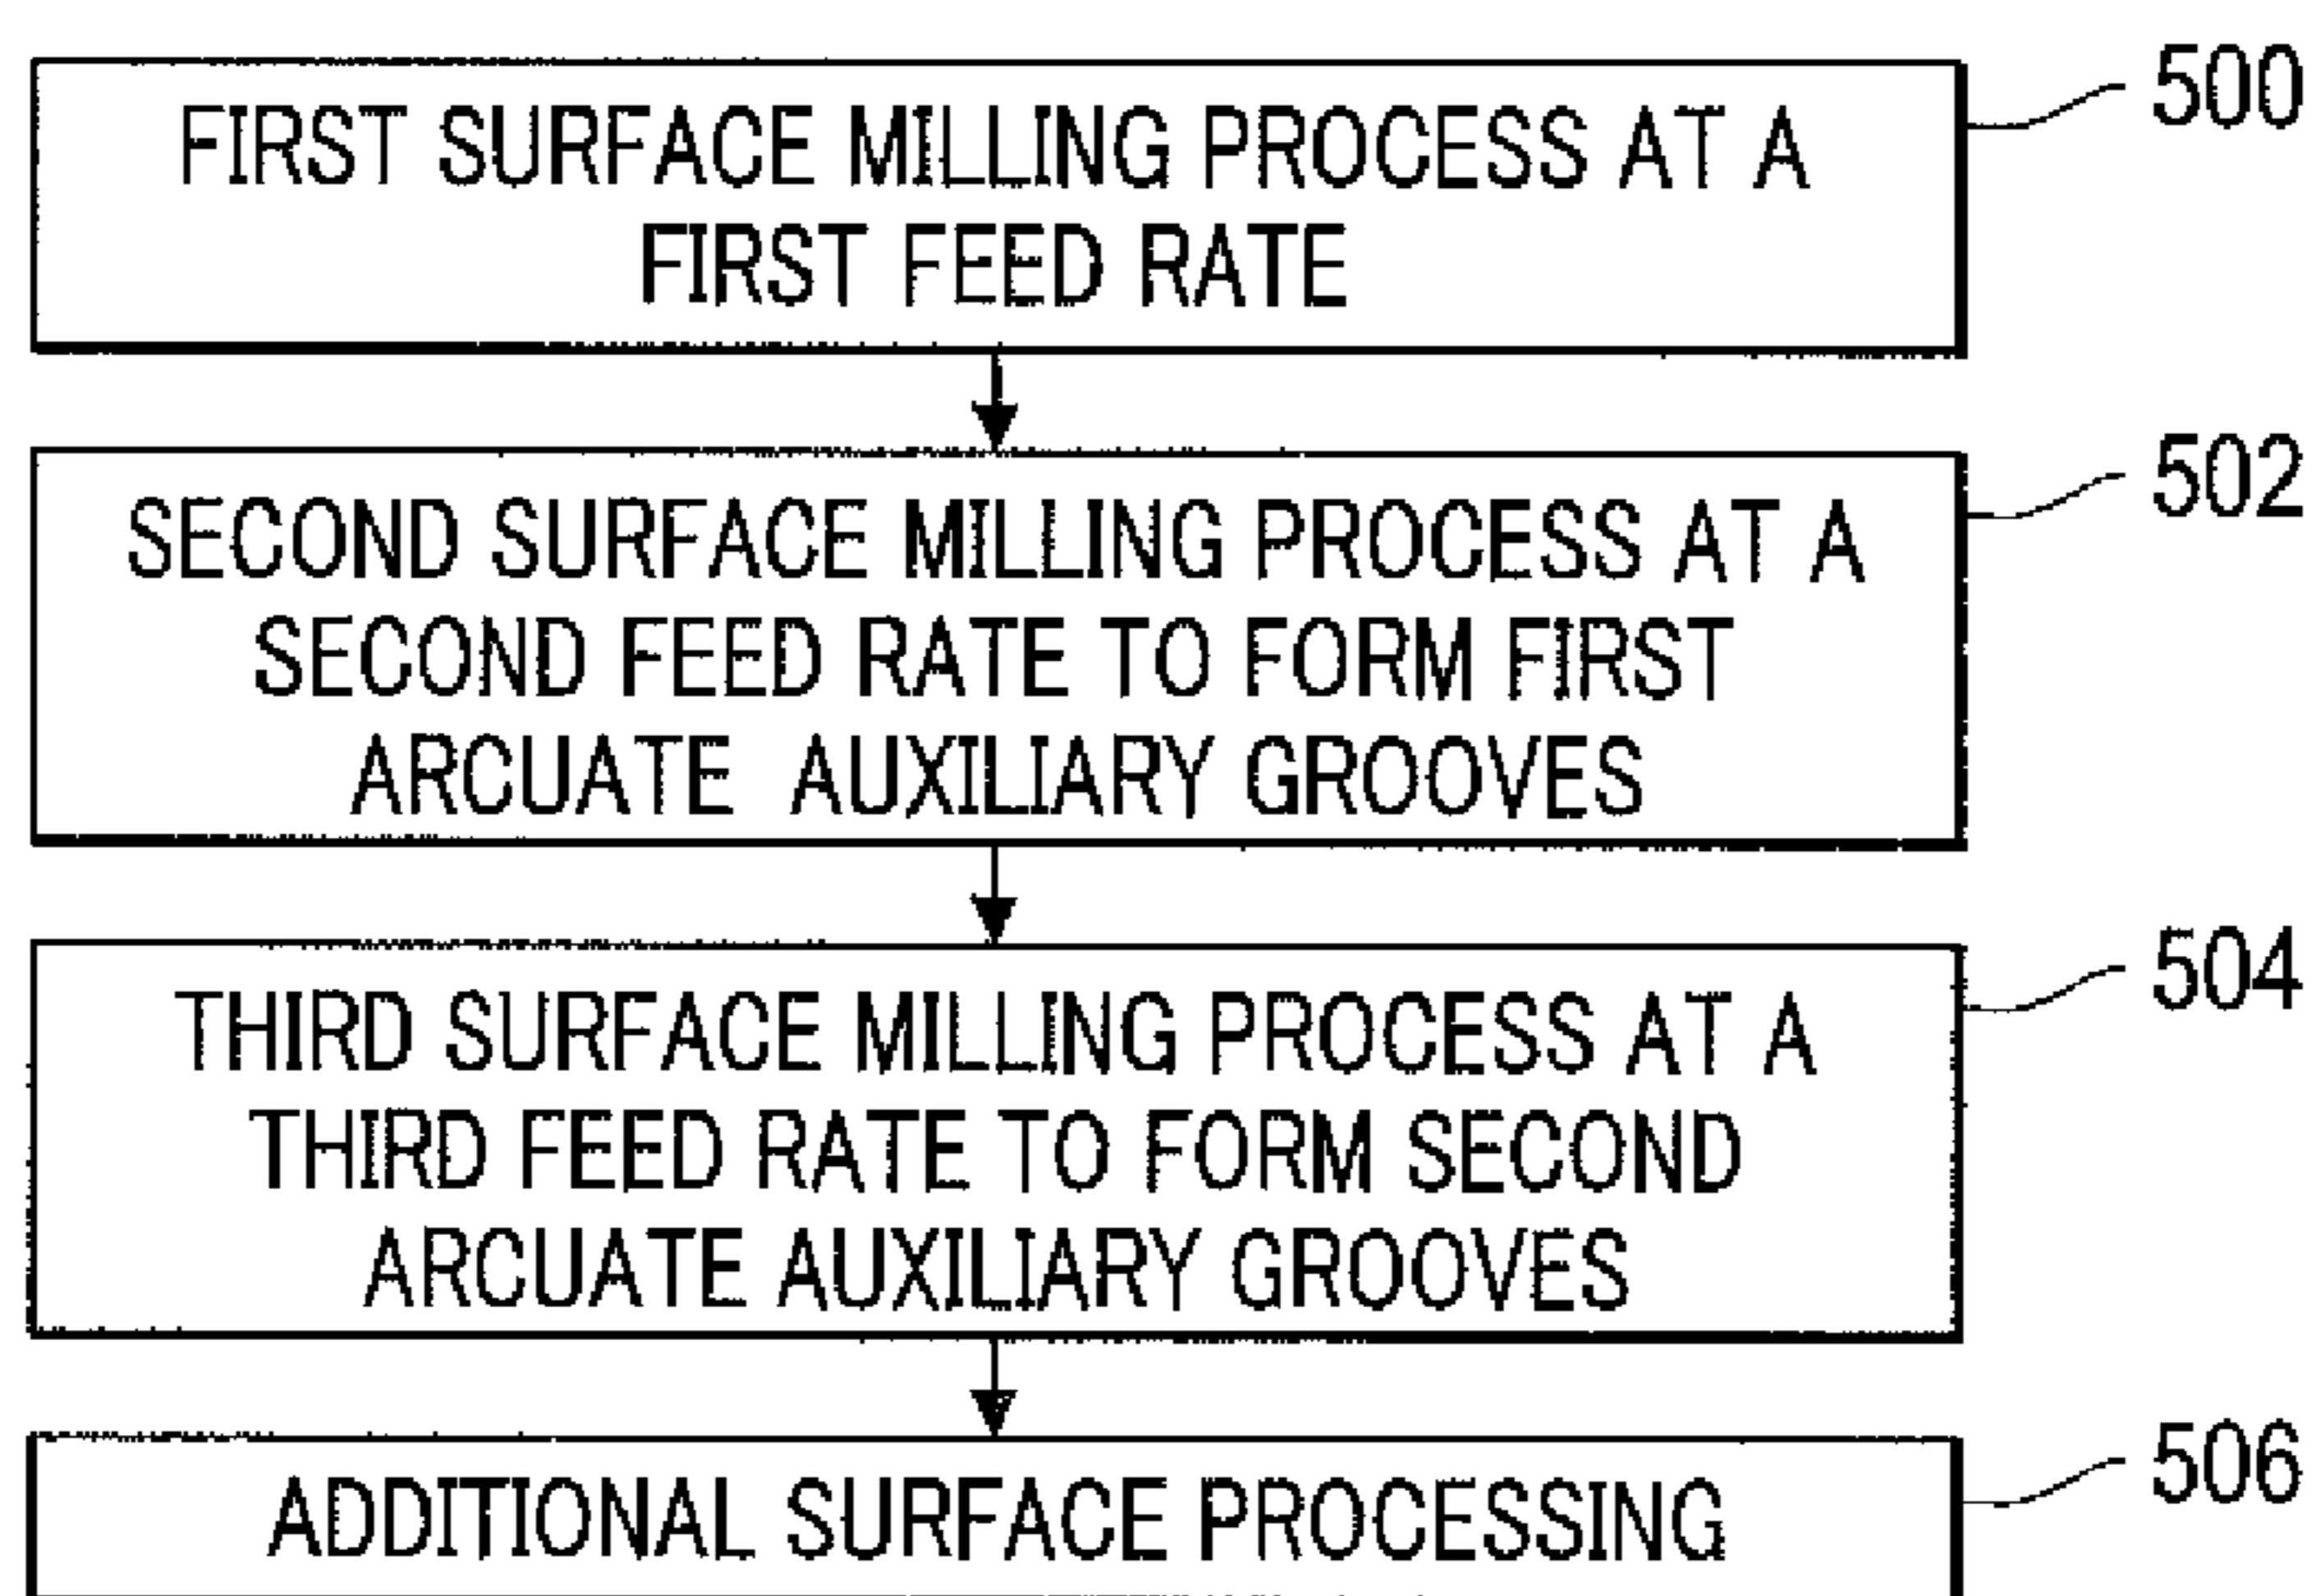 FIRST SURFACE MILLING PROCESS AT A
FIRST FEED RATE
500
SECOND SURFACE MILLING PROCESS AT A
SECOND FEED RATE TO FORM FIRST
ARCUATE AUXILIARY GROOVES
502
THIRD SURFACE MILLING PROCESS AT A
THIRD FEED RATE TO FORM SECOND
ARCUATE AUXILIARY GROOVES
504
ADDITIONAL SURFACE PROCESSING
506